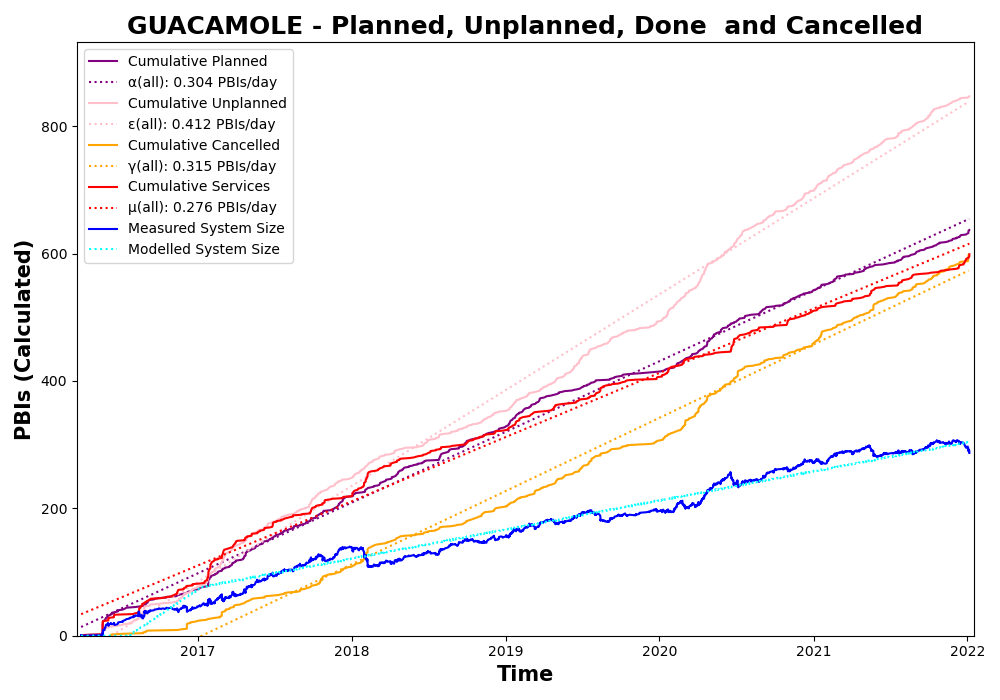 GUACAMOLE - Planned, Unplanned, Done  and Cancelled
Cumulative Planned
α(all): 0.304 PBIs/day
Cumulative Unplanned
ε(all): 0.412 PBIs/day
Cumulative Cancelled
γ(all): 0.315 PBIs/day
Cumulative Services
μ(all): 0.276 PBIs/day
Measured System Size
Modelled System Size
PBIs (Calculated)
800
600
400
200
0
2017
2018
2019
2020
2021
2022
Time